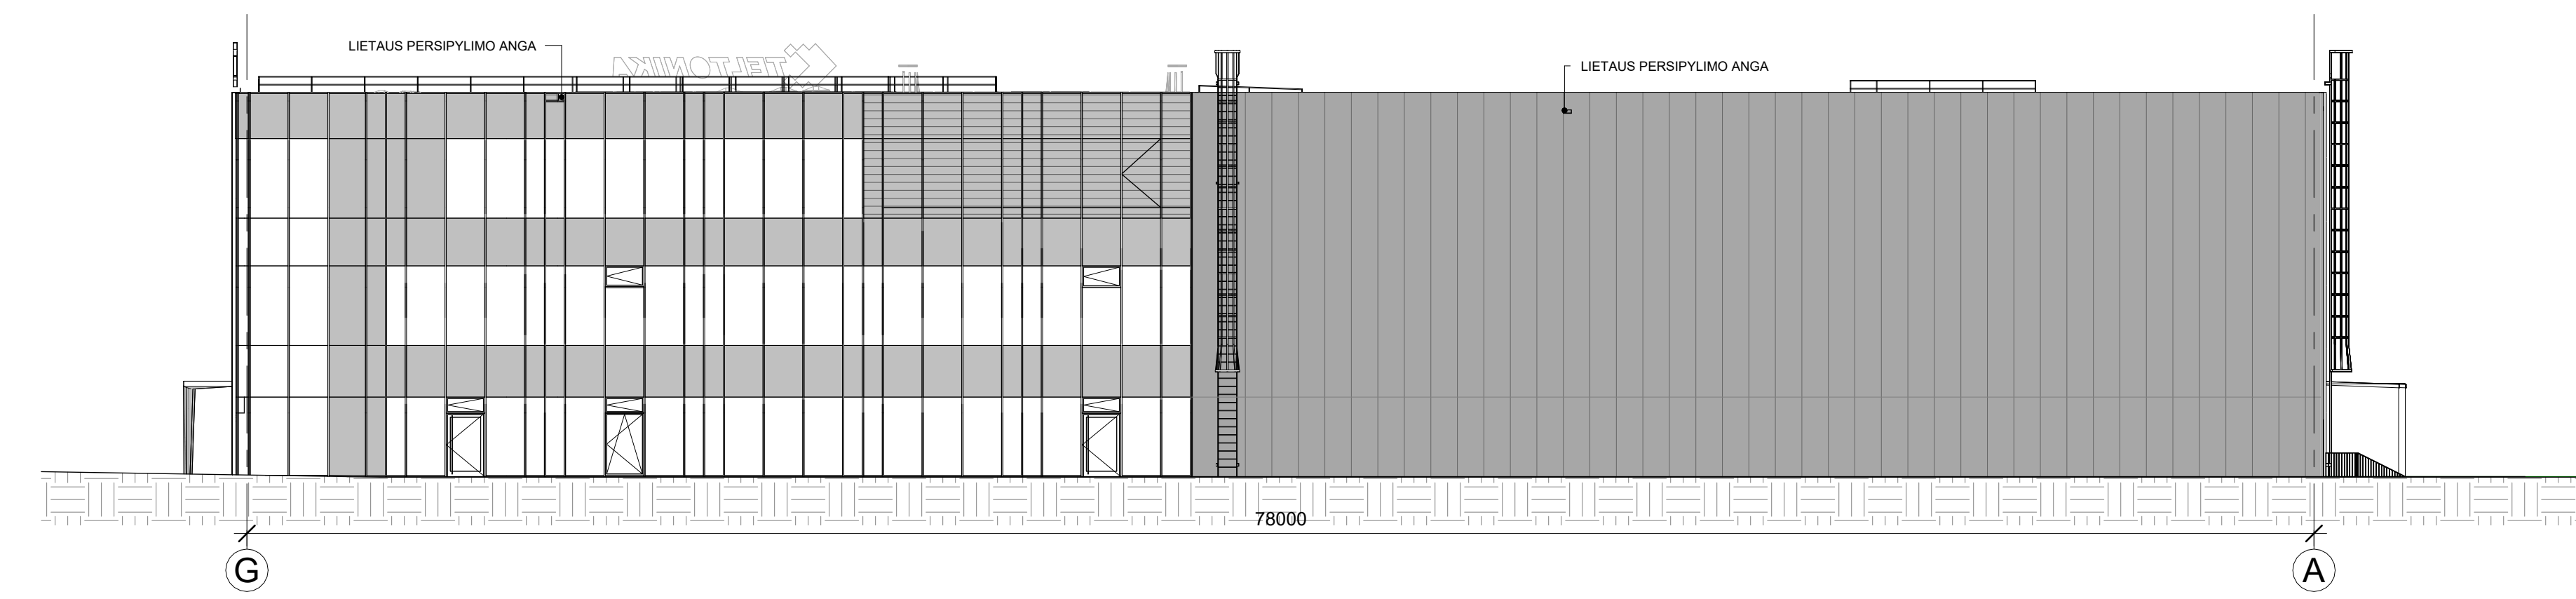 LIETAUS PERSIPYLIMO ANGA
TELTONIKA
LIETAUS PERSIPYLIMO ANGA
78000
G
A